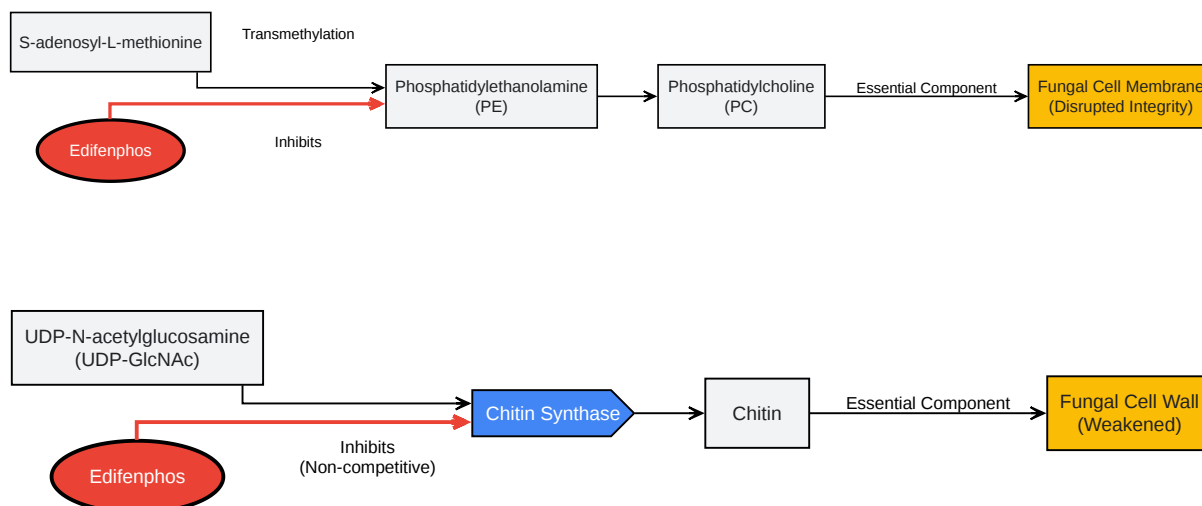 S-adenosyl-L-methionine
Transmethylation
Phosphatidylethanolamine
(PE)
Phosphatidylcholine
(PC)
Essential Component
Fungal Cell Membrane
(Disrupted Integrity)
Edifenphos
Inhibits
UDP-N-acetylglucosamine
(UDP-GlcNAc)
Chitin Synthase
Chitin
Essential Component
Fungal Cell Wall
(Weakened)
Edifenphos
Inhibits
(Non-competitive)